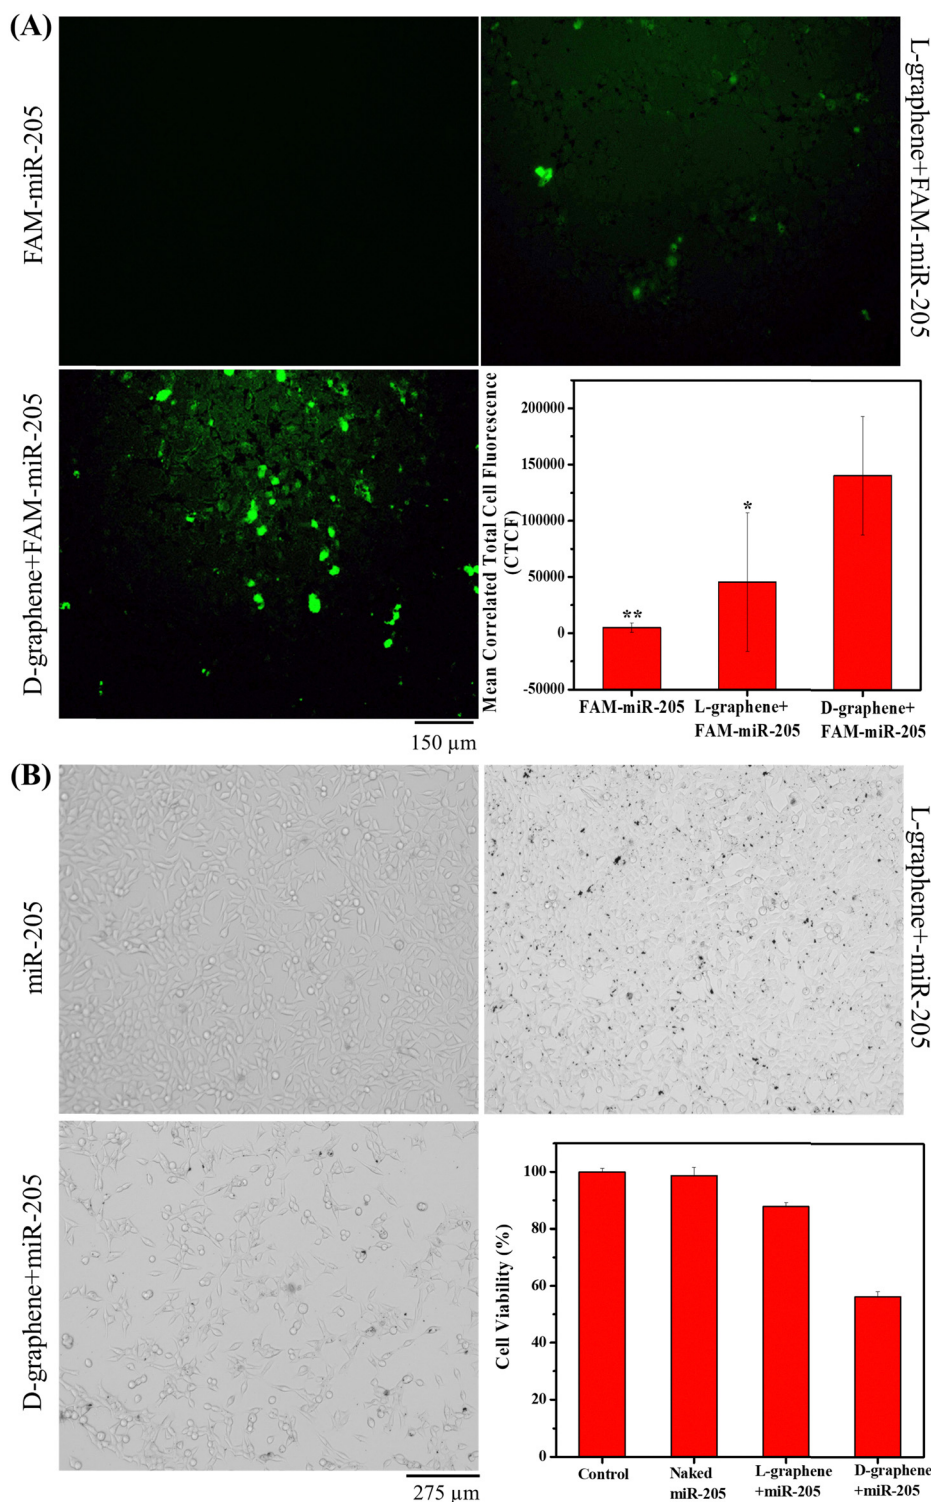 (A)
FAM-miR-205
L-graphene+FAM-miR-205
D-graphene+FAM-miR-205
Mean Correlated Total Cell Fluorescence
(CTCF)
200000
150000
100000
50000
0
-50000
**
*
FAM-miR-205
L-graphene+
FAM-miR-205
D-graphene+
FAM-miR-205
150 µm
(B)
miR-205
L-graphene+-miR-205
D-graphene+miR-205
Cell Viability (%)
100
80
60
40
20
0
Control
Naked
miR-205
L-graphene
+miR-205
D-graphene
+miR-205
275 µm